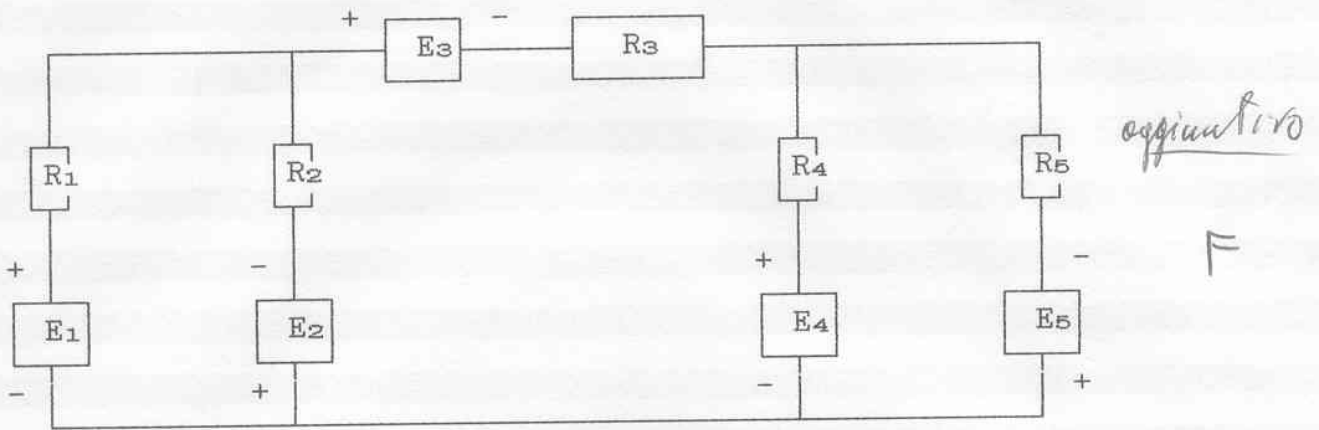 + E3 - R3
R1 R2 R4 R5
+ - + -
E1 E2 E4 E5
- + - +
aggiuntivo
F